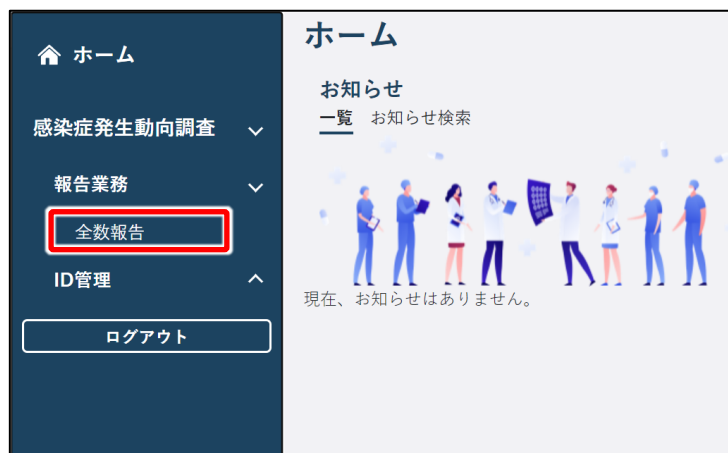 ホーム
感染症発生動向調査
報告業務
全数報告
ID管理
ログアウト
ホーム
お知らせ
一覧 お知らせ検索
現在、お知らせはありません。